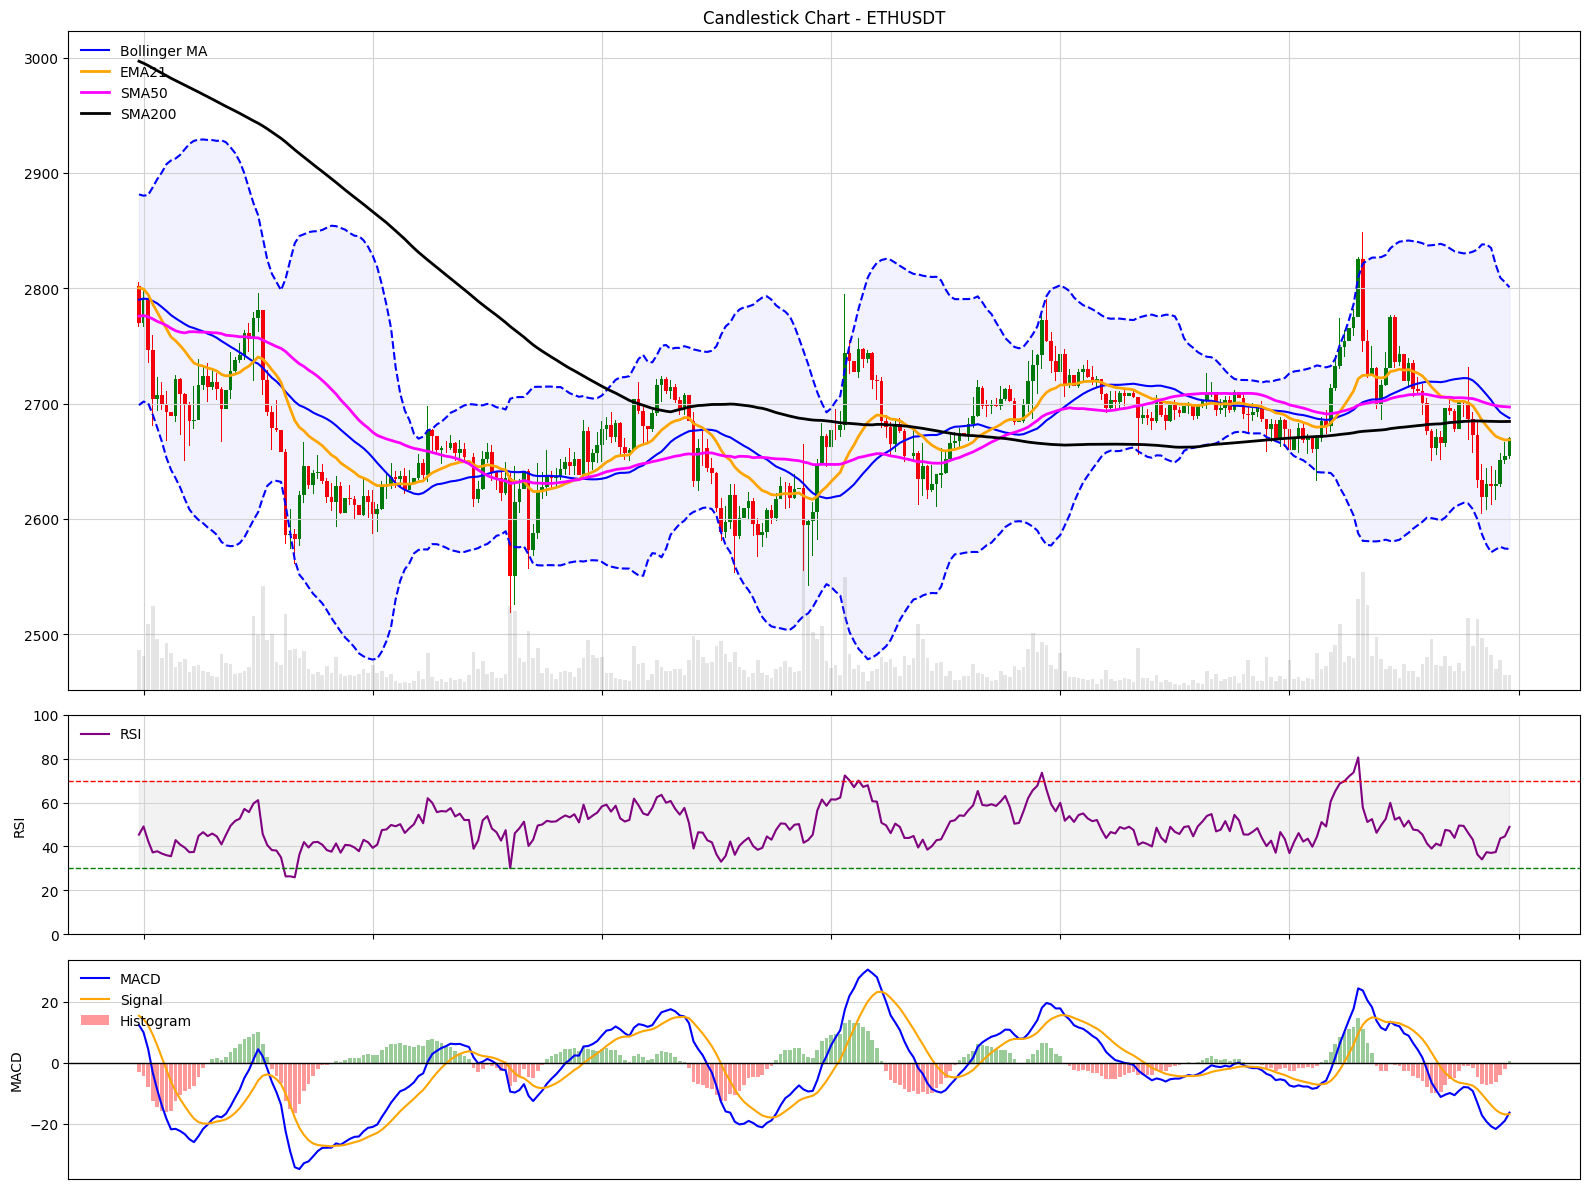 Candlestick Chart - ETHUSDT
3000
2900
2800
2700
2600
2500
Bollinger MA
EMA21
SMA50
SMA200
100
80
60
40
20
0
RSI
RSI
20
0
−20
MACD
MACD
Signal
Histogram